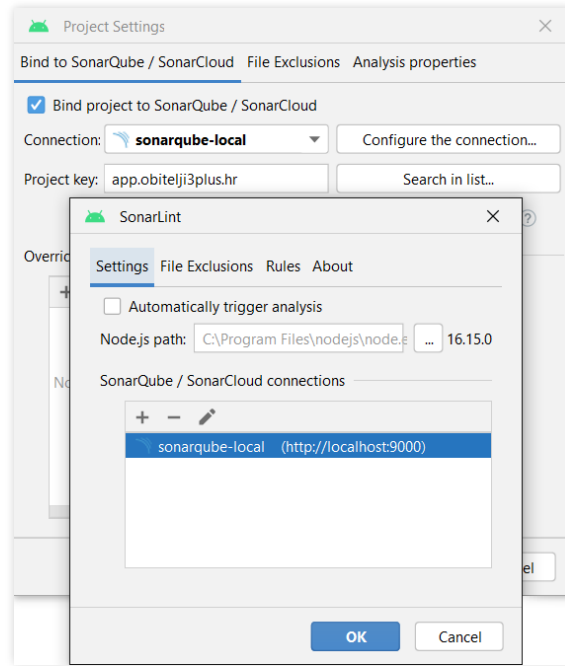 Project Settings
Bind to SonarQube / SonarCloud File Exclusions Analysis properties
Bind project to SonarQube / SonarCloud
Connection: sonarqube-local Configure the connection...
Project key: app.obitelji3plus.hr Search in list...
SonarLint
Overric
Settings File Exclusions Rules About
Automatically trigger analysis
Node.js path: C:\Program Files\nodejs\node.e ... 16.15.0
No
SonarQube / SonarCloud connections
sonarqube-local (http://localhost:9000)
el
OK Cancel